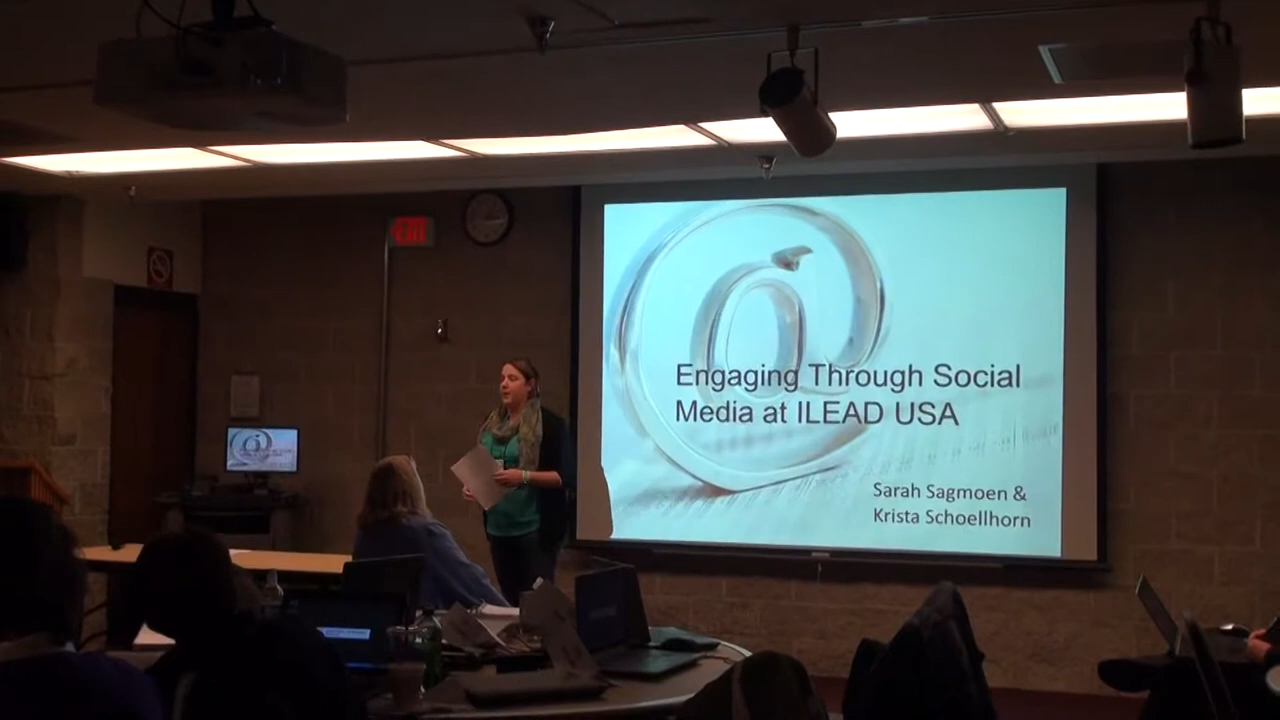 EXIT
Engaging Through Social
Media at ILEAD USA
Sarah Sagmoen &
Krista Schoellhorn